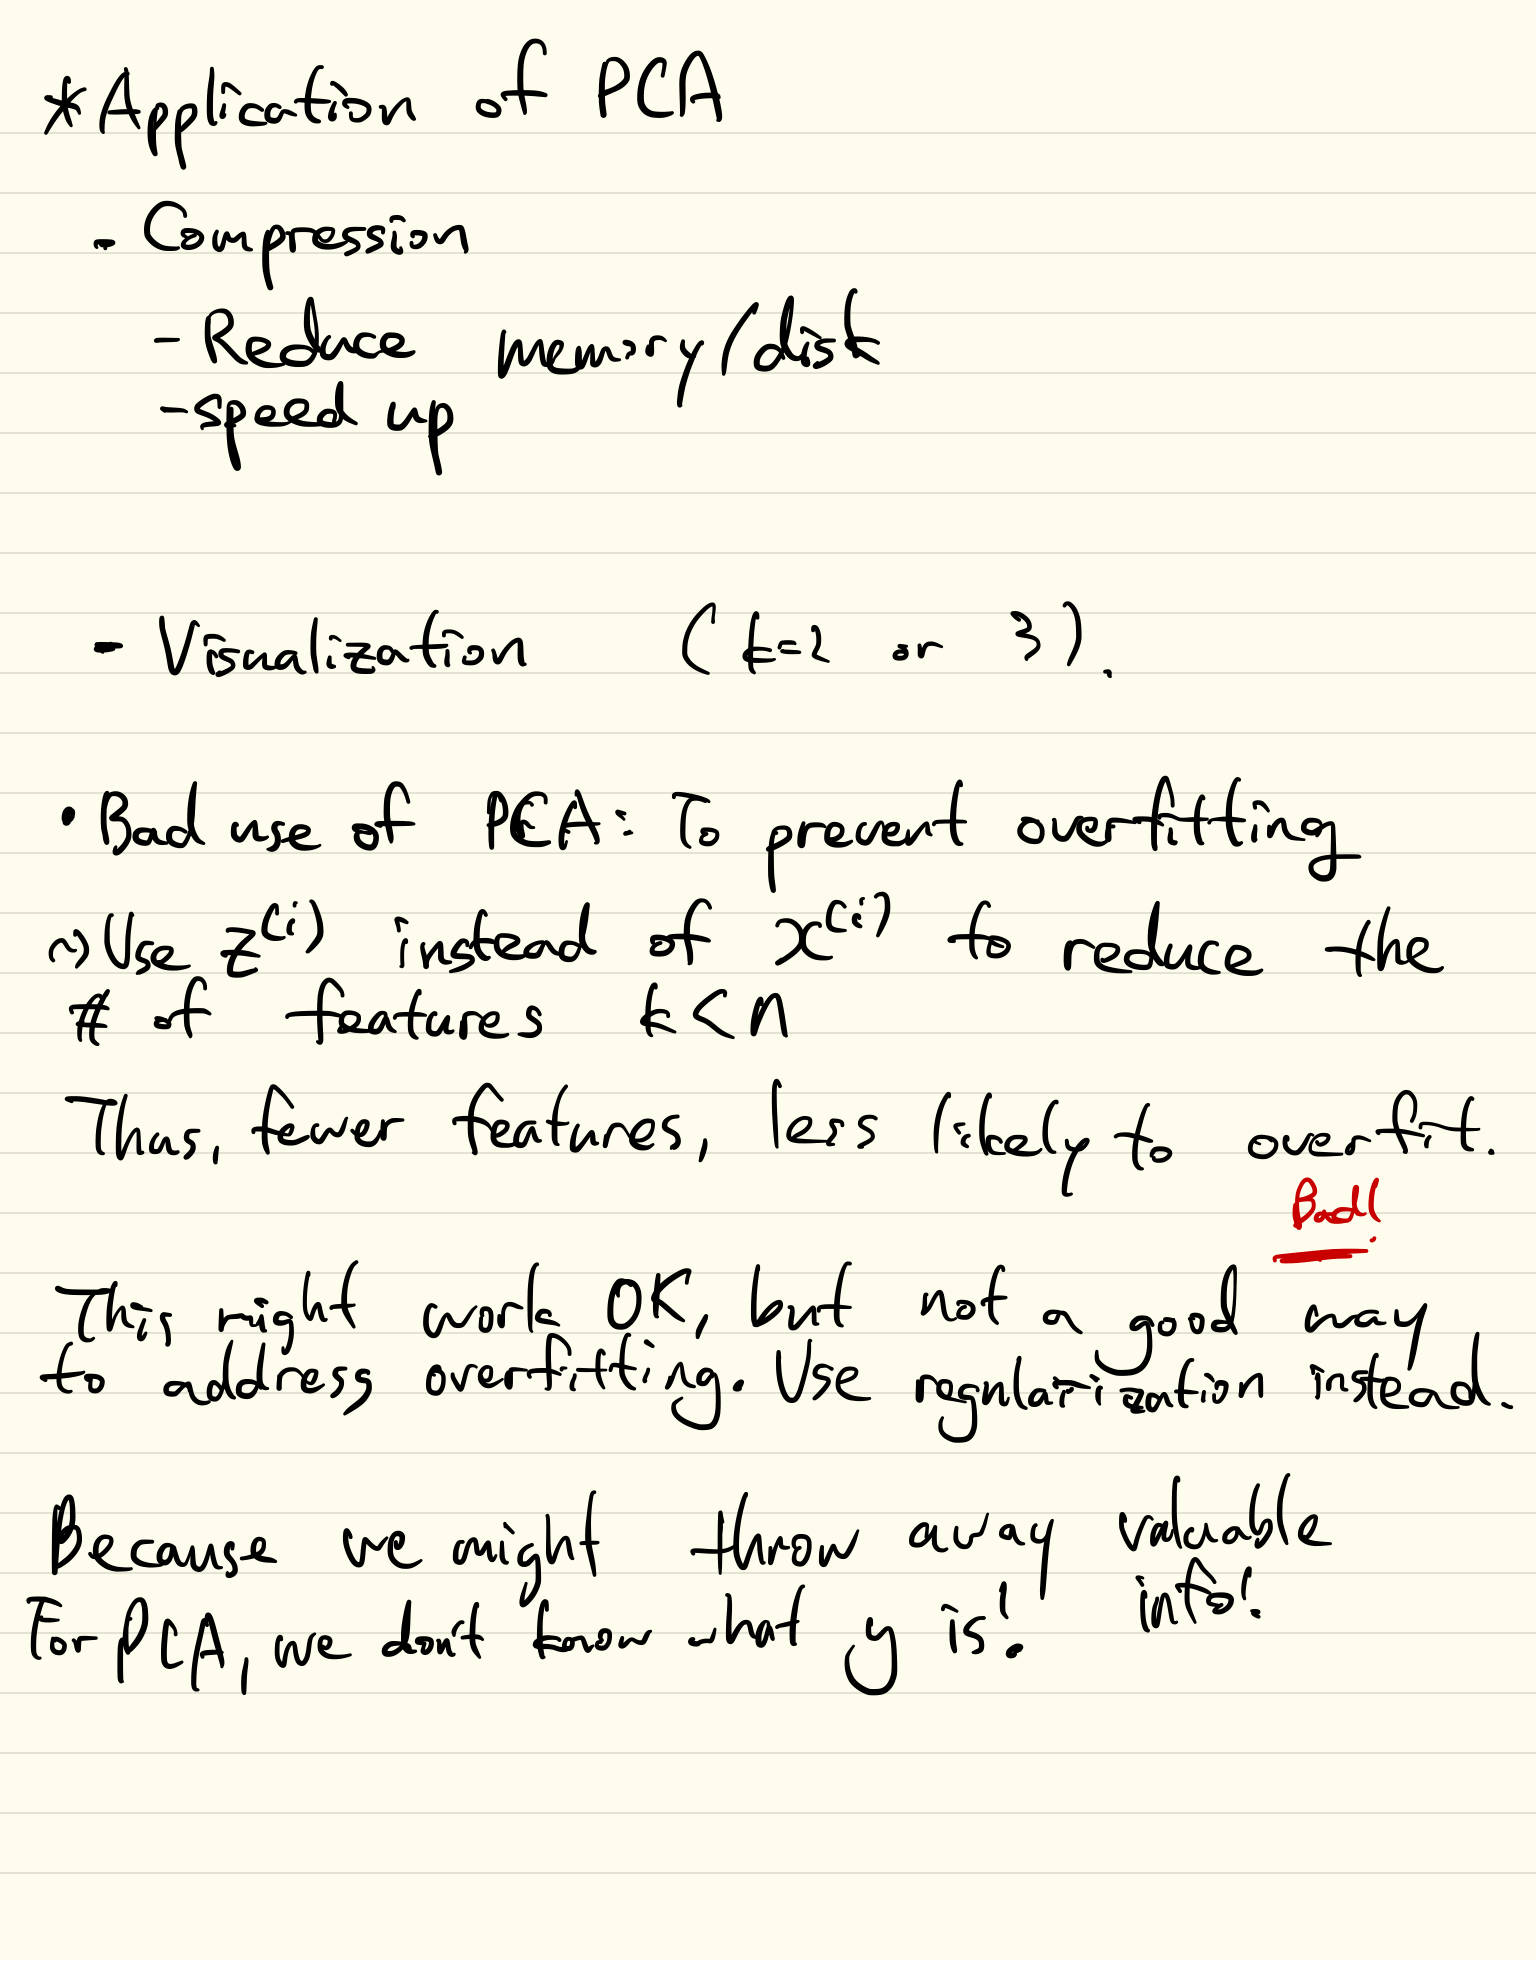 *Application of PCA
- Compression
- Reduce memory/disk
- speed up
- Visualization (k=2 or 3).
• Bad use of PCA: To prevent overfitting
~) Use z^(i) instead of x^(i) to reduce the
# of features k<n
Thus, fewer features, less likely to overfit.
Bad!
This might work OK, but not a good way
to address overfitting. Use regularization instead.
Because we might throw away valuable
info!
For PCA, we don't know what y is!